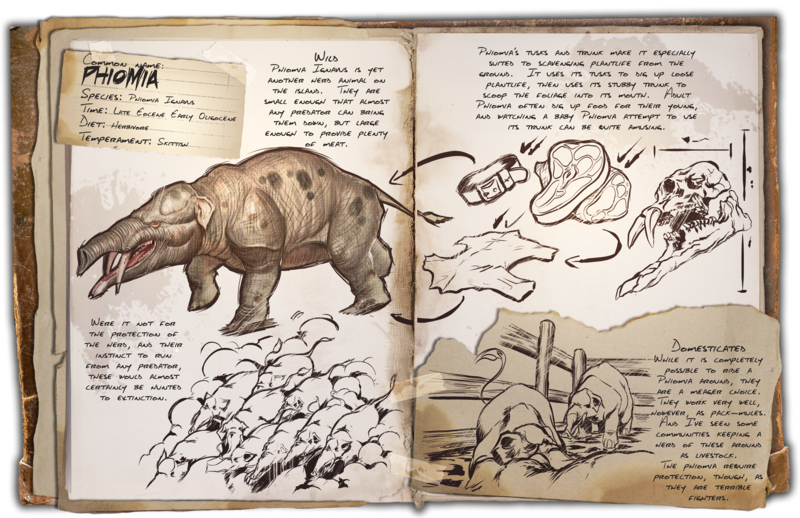 Common name:
Phiomia
Species: Phiomia Ignavus
Time: Late Eocene Early Oligocene
Diet: Herbivore
Temperament: Skittish
Wild
Phiomia Ignavus is yet
another herd animal on
the island. They are
small enough that almost
any predator can bring
them down, but large
enough to provide plenty
of meat.
Were it not for
the protection of
the herd, and their
instinct to run
from any predator,
these would almost
certainly be hunted
to extinction.
Phiomia's tusks and trunk make it especially
suited to scavenging plantlife from the
ground. It uses its tusks to dig up loose
plantlife, then uses its stubby trunk to
scoop the foliage into its mouth. Adult
Phiomia often dig up food for their young,
and watching a baby Phiomia attempt to use
its trunk can be quite amusing.
Domesticated
While it is completely
possible to ride a
Phiomia around, they
are a meager choice.
They work very well,
however, as pack-mules.
And I've seen some
communities keeping a
herd of these around
as livestock.
The Phiomia require
protection, though, as
they are terrible
fighters.